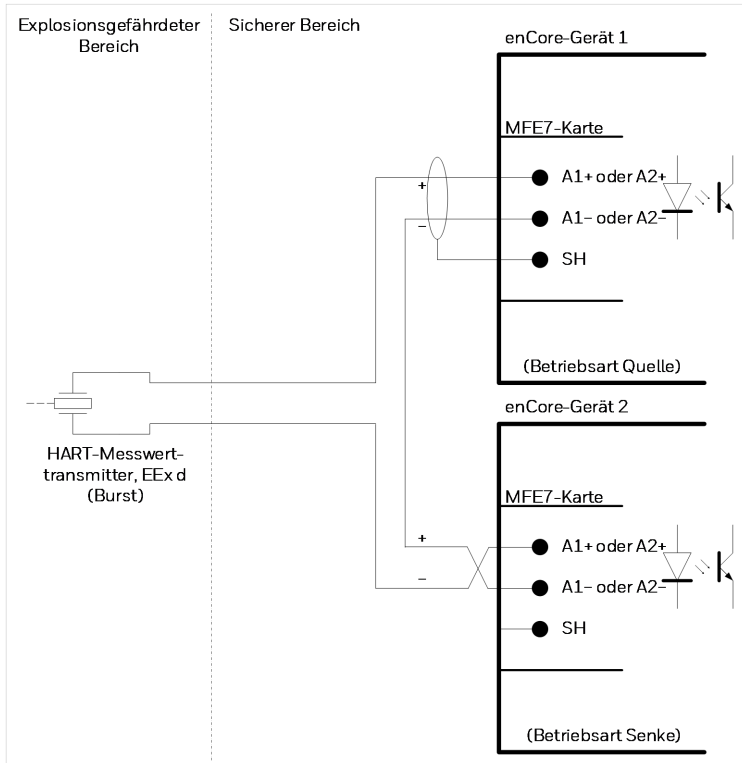 Explosionsgefährdeter
Bereich
Sicherer Bereich
enCore-Gerät 1
MFE7-Karte
+
A1+ oder A2+
−
A1− oder A2−
SH
(Betriebsart Quelle)
HART-Messwert-
transmitter, EEx d
(Burst)
enCore-Gerät 2
MFE7-Karte
+
A1+ oder A2+
−
A1− oder A2−
SH
(Betriebsart Senke)